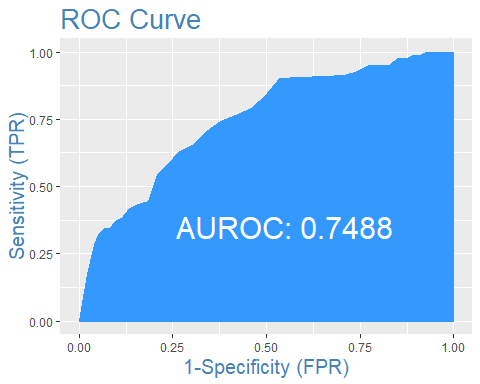 ROC Curve
Sensitivity (TPR)
1.00
0.75
0.50
0.25
0.00
AUROC: 0.7488
0.00 0.25 0.50 0.75 1.00
1-Specificity (FPR)